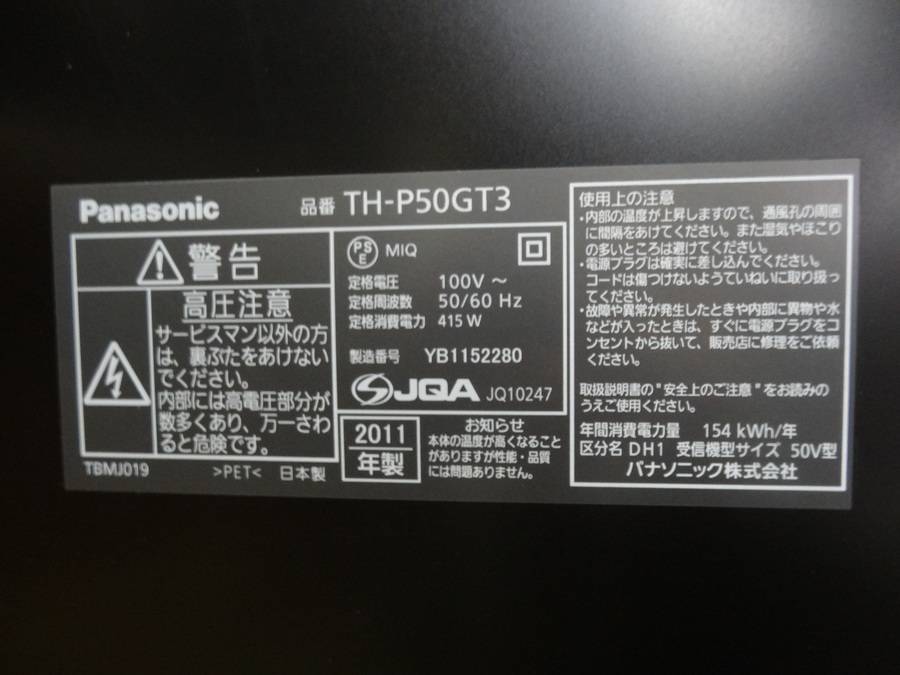 Panasonic
品番 TH-P50GT3
警告
高圧注意
サービスマン以外の方
は、裏ぶたをあけない
でください。
内部には高電圧部分が
数多くあり、万一さわ
ると危険です。
TBMJ019 >PET< 日本製
PSE MIQ
定格電圧 100V ～
定格周波数 50/60 Hz
定格消費電力 415 W
製造番号 YB1152280
JQA JQ10247
2011
年製
お知らせ
本体の温度が高くなること
がありますが性能・品質
には問題ありません。
使用上の注意
・内部の温度が上昇しますので、通風孔の周囲
に間隔をあけてください。また湿気やほこり
の多いところは避けてください。
・電源プラグは確実に差し込んでください。
コードは傷つけないようていねいに取り扱っ
てください。
・故障や異常が発生したときや内部に異物や水
などが入ったときは、すぐに電源プラグをコ
ンセントから抜いて、販売店に修理をご依頼
ください。
取扱説明書の"安全上のご注意"をお読みの
うえご使用ください。
年間消費電力量 154 kWh/年
区分名 DH1 受信機型サイズ 50V型
パナソニック株式会社